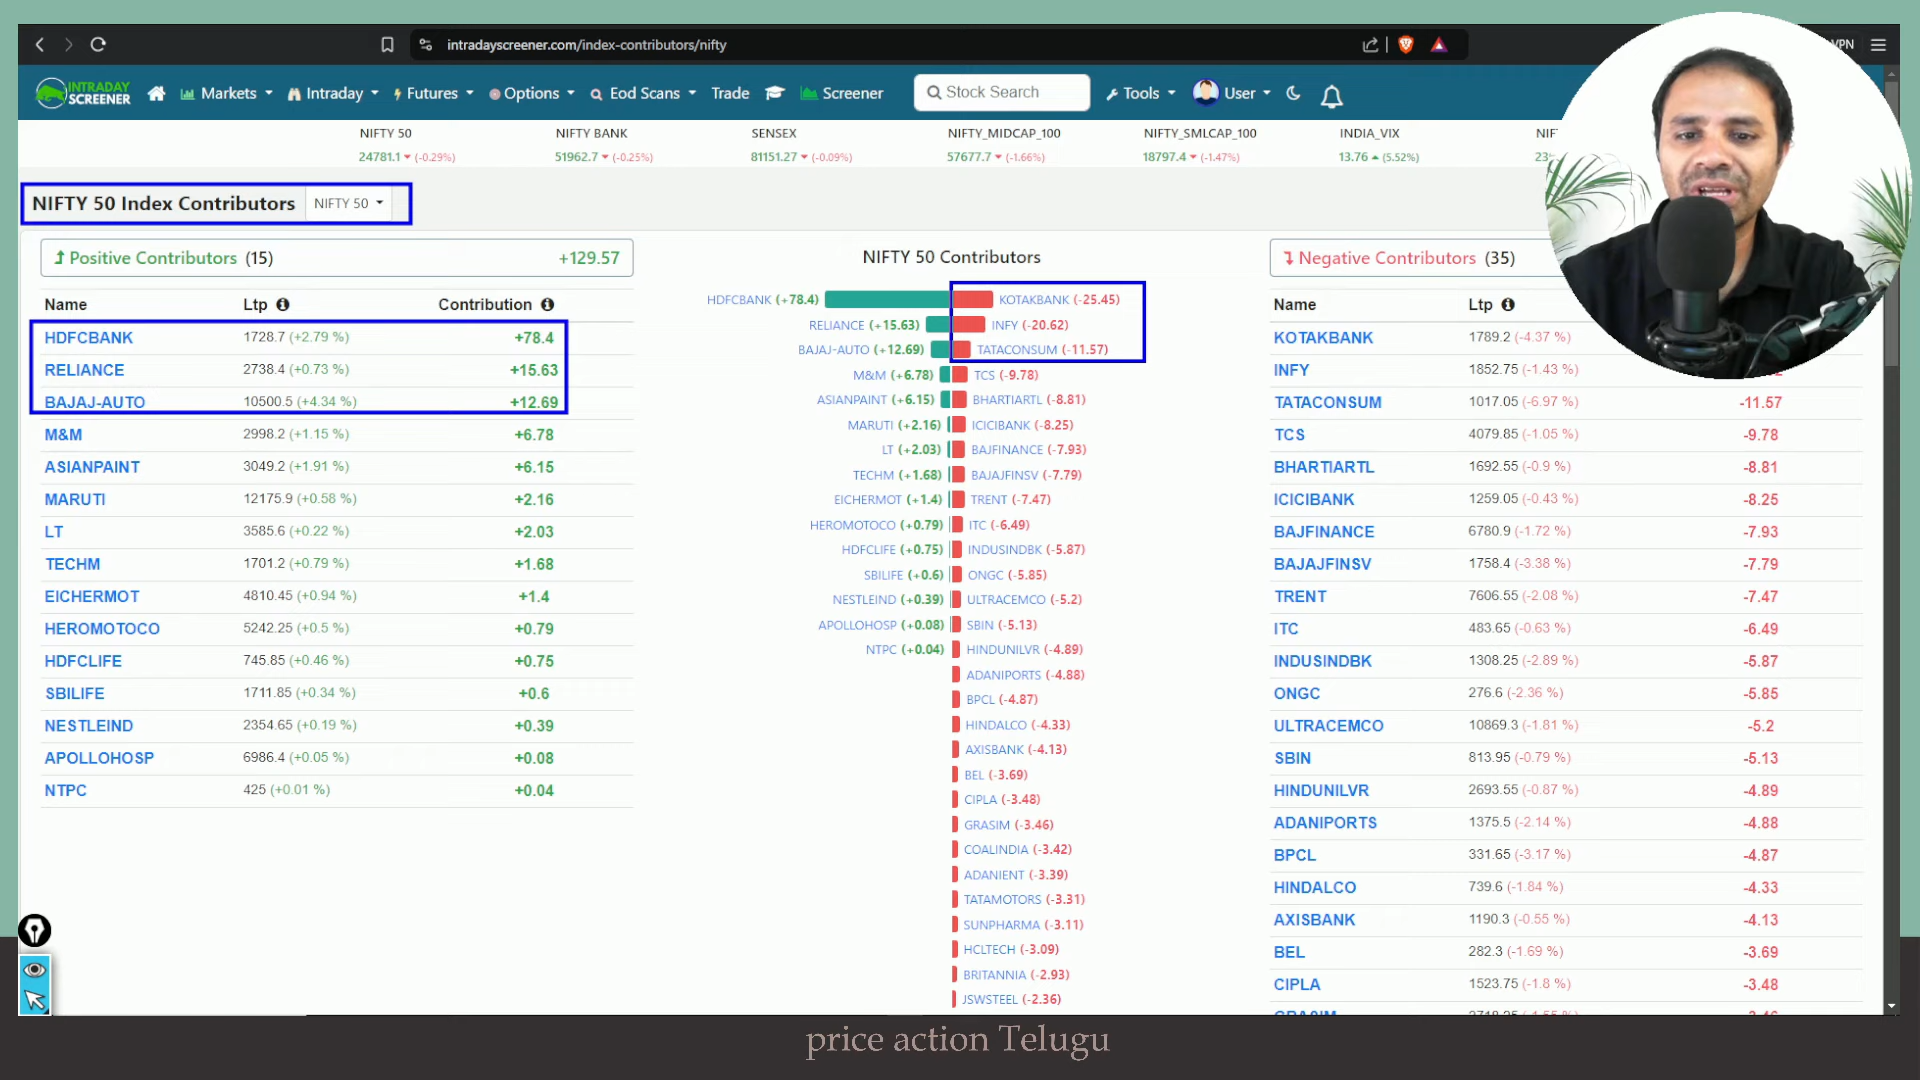 intradayscreener.com/index-contributors/nifty
VPN
INTRADAY
SCREENER
Markets Intraday Futures Options Eod Scans Trade Screener Stock Search Tools User
NIFTY 50 NIFTY BANK SENSEX NIFTY_MIDCAP_100 NIFTY_SMLCAP_100 INDIA_VIX NIF
24781.1 (-0.29%) 51962.7 (-0.25%) 81151.27 (-0.09%) 57677.7 (-1.66%) 18797.4 (-1.47%) 13.76 (5.52%)
NIFTY 50 Index Contributors NIFTY 50
Positive Contributors (15) +129.57
Name Ltp Contribution
HDFCBANK 1728.7 (+2.79 %) +78.4
RELIANCE 2738.4 (+0.73 %) +15.63
BAJAJ-AUTO 10500.5 (+4.34 %) +12.69
M&M 2998.2 (+1.15 %) +6.78
ASIANPAINT 3049.2 (+1.91 %) +6.15
MARUTI 12175.9 (+0.58 %) +2.16
LT 3585.6 (+0.22 %) +2.03
TECHM 1701.2 (+0.79 %) +1.68
EICHERMOT 4810.45 (+0.94 %) +1.4
HEROMOTOCO 5242.25 (+0.5 %) +0.79
HDFCLIFE 745.85 (+0.46 %) +0.75
SBILIFE 1711.85 (+0.34 %) +0.6
NESTLEIND 2354.65 (+0.19 %) +0.39
APOLLOHOSP 6986.4 (+0.05 %) +0.08
NTPC 425 (+0.01 %) +0.04
NIFTY 50 Contributors
HDFCBANK (+78.4) KOTAKBANK (-25.45)
RELIANCE (+15.63) INFY (-20.62)
BAJAJ-AUTO (+12.69) TATACONSUM (-11.57)
M&M (+6.78) TCS (-9.78)
ASIANPAINT (+6.15) BHARTIARTL (-8.81)
MARUTI (+2.16) ICICIBANK (-8.25)
LT (+2.03) BAJFINANCE (-7.93)
TECHM (+1.68) BAJAJFINSV (-7.79)
EICHERMOT (+1.4) TRENT (-7.47)
HEROMOTOCO (+0.79) ITC (-6.49)
HDFCLIFE (+0.75) INDUSINDBK (-5.87)
SBILIFE (+0.6) ONGC (-5.85)
NESTLEIND (+0.39) ULTRACEMCO (-5.2)
APOLLOHOSP (+0.08) SBIN (-5.13)
NTPC (+0.04) HINDUNILVR (-4.89)
ADANIPORTS (-4.88)
BPCL (-4.87)
HINDALCO (-4.33)
AXISBANK (-4.13)
BEL (-3.69)
CIPLA (-3.48)
GRASIM (-3.46)
COALINDIA (-3.42)
ADANIENT (-3.39)
TATAMOTORS (-3.31)
SUNPHARMA (-3.11)
HCLTECH (-3.09)
BRITANNIA (-2.93)
JSWSTEEL (-2.36)
Negative Contributors (35)
Name Ltp
KOTAKBANK 1789.2 (-4.37 %)
INFY 1852.75 (-1.43 %)
TATACONSUM 1017.05 (-6.97 %) -11.57
TCS 4079.85 (-1.05 %) -9.78
BHARTIARTL 1692.55 (-0.9 %) -8.81
ICICIBANK 1259.05 (-0.43 %) -8.25
BAJFINANCE 6780.9 (-1.72 %) -7.93
BAJAJFINSV 1758.4 (-3.38 %) -7.79
TRENT 7606.55 (-2.08 %) -7.47
ITC 483.65 (-0.63 %) -6.49
INDUSINDBK 1308.25 (-2.89 %) -5.87
ONGC 276.6 (-2.36 %) -5.85
ULTRACEMCO 10869.3 (-1.81 %) -5.2
SBIN 813.95 (-0.79 %) -5.13
HINDUNILVR 2693.55 (-0.87 %) -4.89
ADANIPORTS 1375.5 (-2.14 %) -4.88
BPCL 331.65 (-3.17 %) -4.87
HINDALCO 739.6 (-1.84 %) -4.33
AXISBANK 1190.3 (-0.55 %) -4.13
BEL 282.3 (-1.69 %) -3.69
CIPLA 1523.75 (-1.8 %) -3.48
price action Telugu